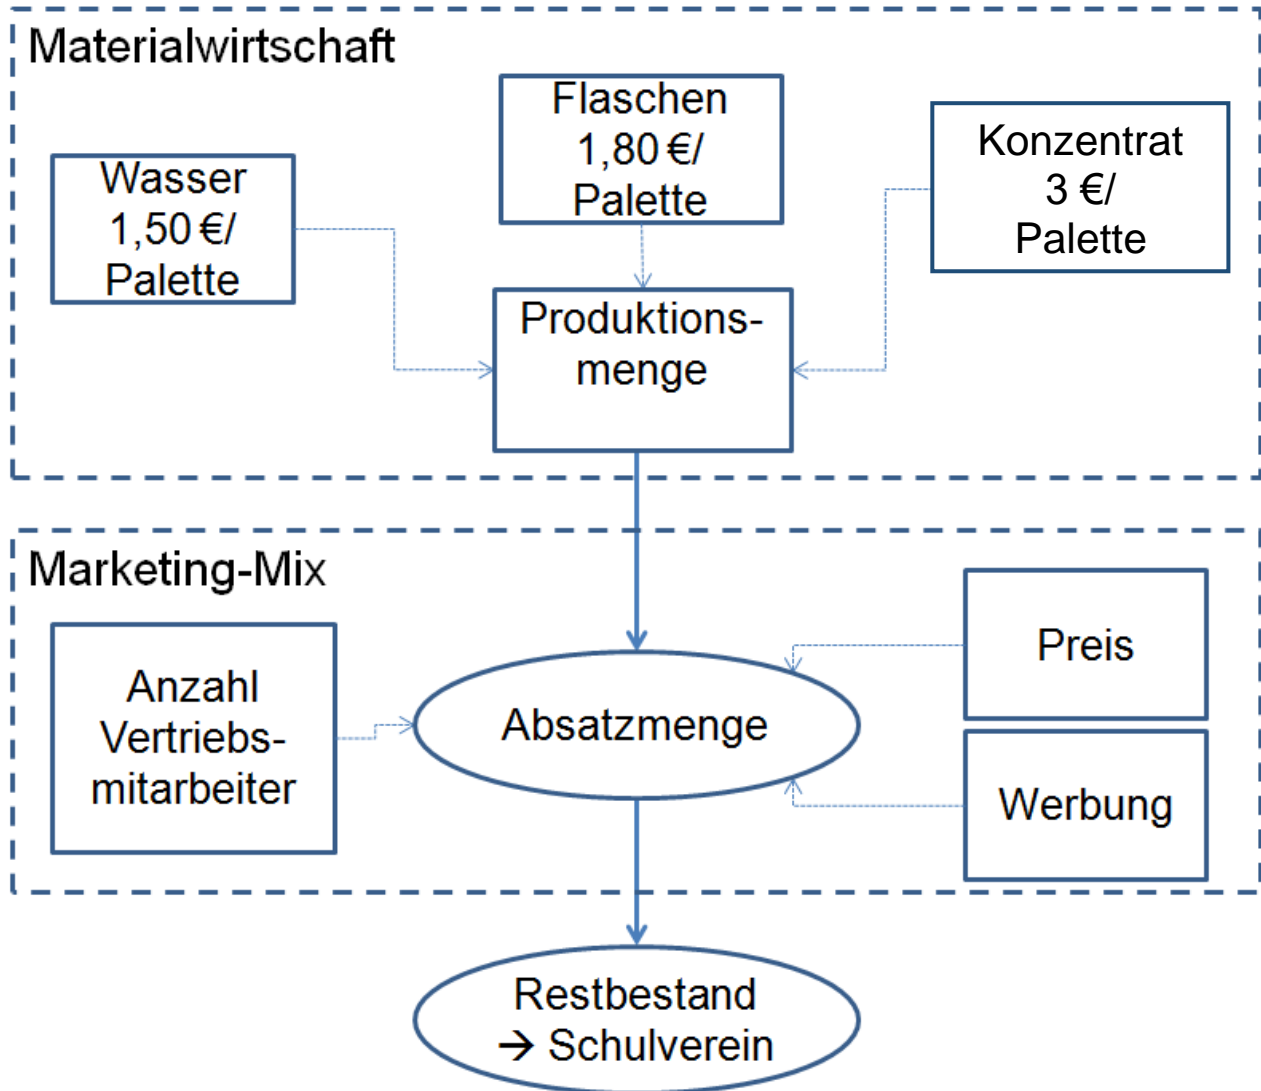 Materialwirtschaft
Wasser
1,50 €/
Palette
Flaschen
1,80 €/
Palette
Konzentrat
3 €/
Palette
Produktions-
menge
Marketing-Mix
Anzahl
Vertriebs-
mitarbeiter
Absatzmenge
Preis
Werbung
Restbestand
→ Schulverein